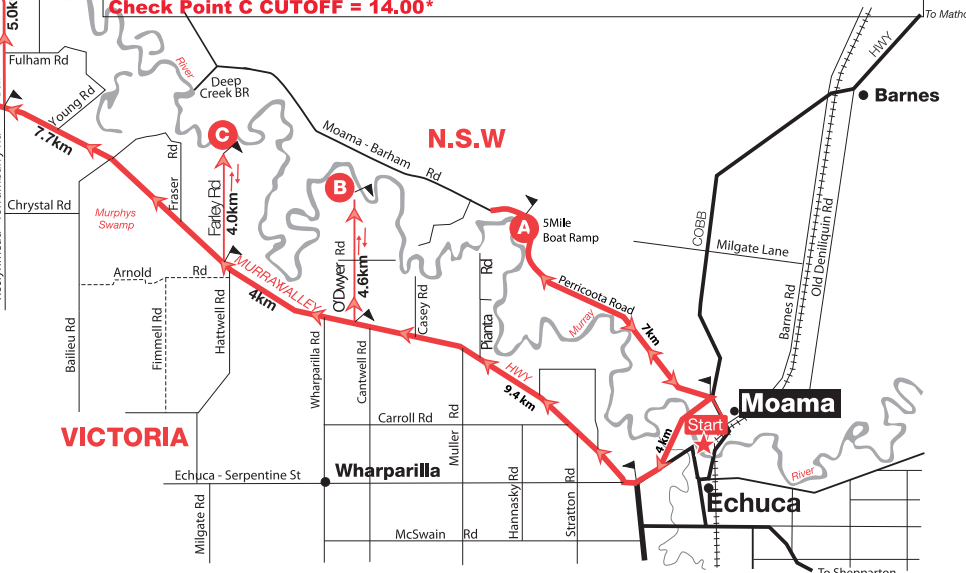 Check Point C CUTOFF = 14.00*
5.0k
To Matho
HWY
Fulham Rd
River
Deep
Creek BR
Barnes
Young Rd
7.7km
C
Moama - Barham Rd
N.S.W
Fraser Rd
B
Farley Rd
4.0km
Chrystal Rd
Murphys
Swamp
A
5Mile
Boat Ramp
COBB
Old Deniliquin Rd
Milgate Lane
O'Dwyer Rd
4.6km
Arnold Rd
MURRAY VALLEY
4km
Pianta Rd
Perricoota Road
Casey Rd
Murray
7km
Barnes Rd
Bailieu Rd
Fimmell Rd
Hattwell Rd
Wharparilla Rd
Cantwell Rd
HWY
9.4 km
Moama
Carroll Rd
Muller Rd
Start
4km
VICTORIA
Wharparilla
Echuca - Serpentine St
River
Echuca
Milgate Rd
Hannasky Rd
Stratton Rd
McSwain Rd
To Shepparton